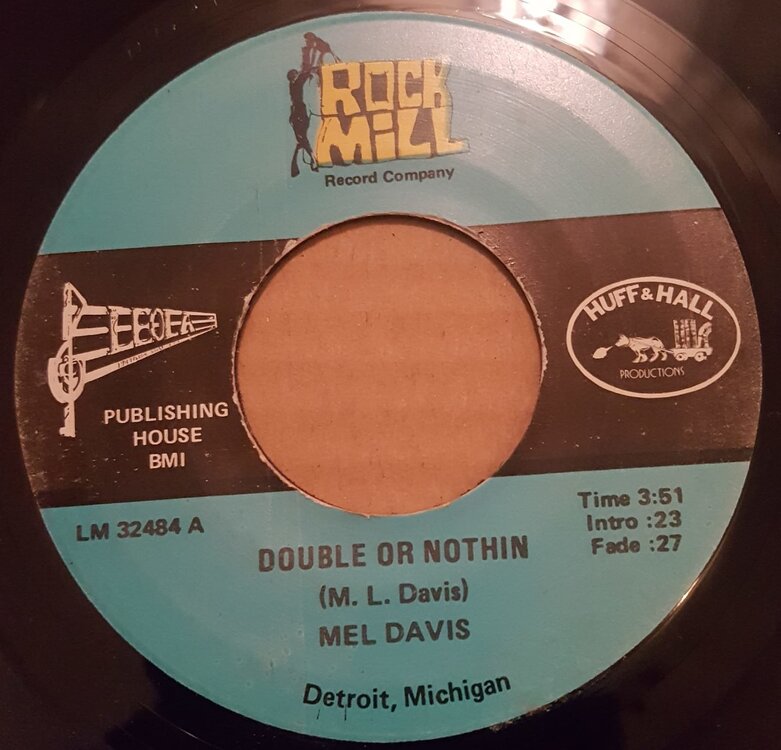 ROCK
MILL
Record Company
HUFF & HALL
PRODUCTIONS
PUBLISHING
HOUSE
BMI
LM 32484 A
Time 3:51
Intro :23
Fade :27
DOUBLE OR NOTHIN
(M. L. Davis)
MEL DAVIS
Detroit, Michigan